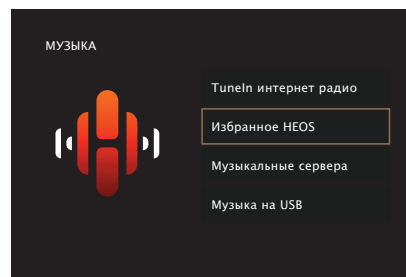 МУЗЫКА
TuneIn интернет радио
Избранное HEOS
Музыкальные сервера
Музыка на USB